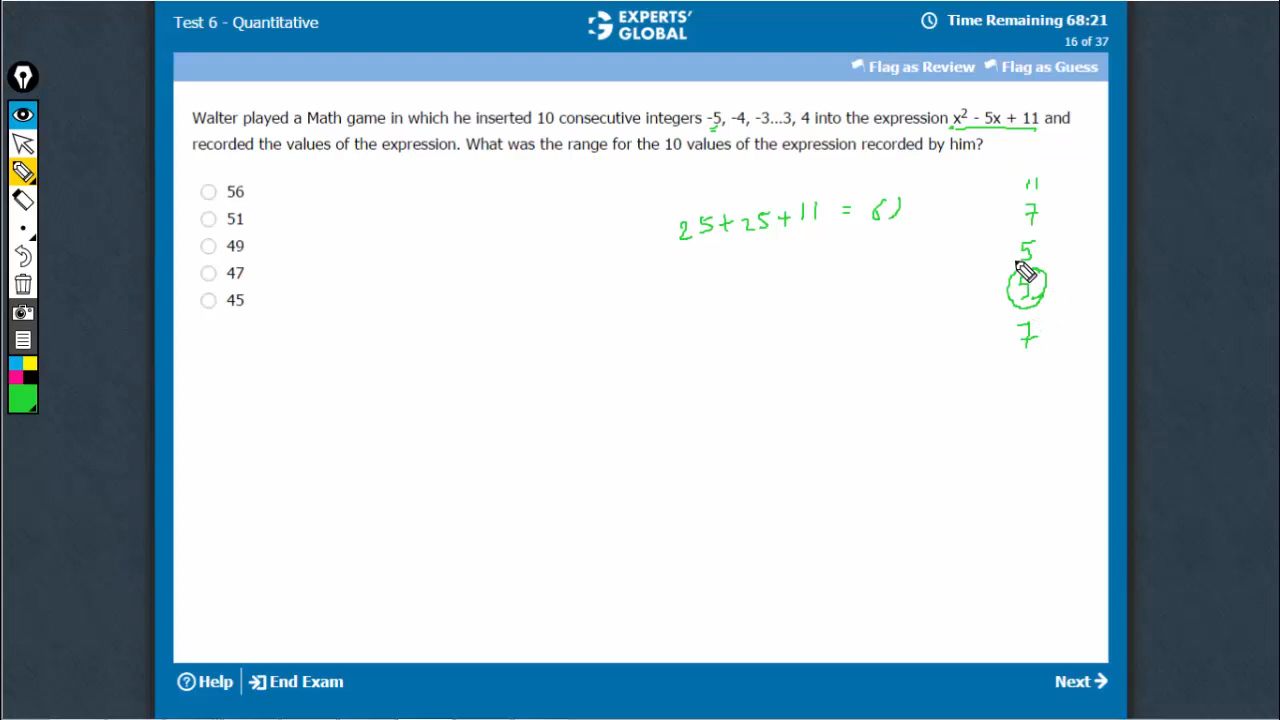 Test 6 - Quantitative
EXPERTS'
GLOBAL
Time Remaining 68:21
16 of 37
Flag as Review Flag as Guess
Walter played a Math game in which he inserted 10 consecutive integers -5, -4, -3...3, 4 into the expression x² - 5x + 11 and
recorded the values of the expression. What was the range for the 10 values of the expression recorded by him?
56
51
49
47
45
25+25+11 = 61
11
7
5
5
7
Help End Exam
Next